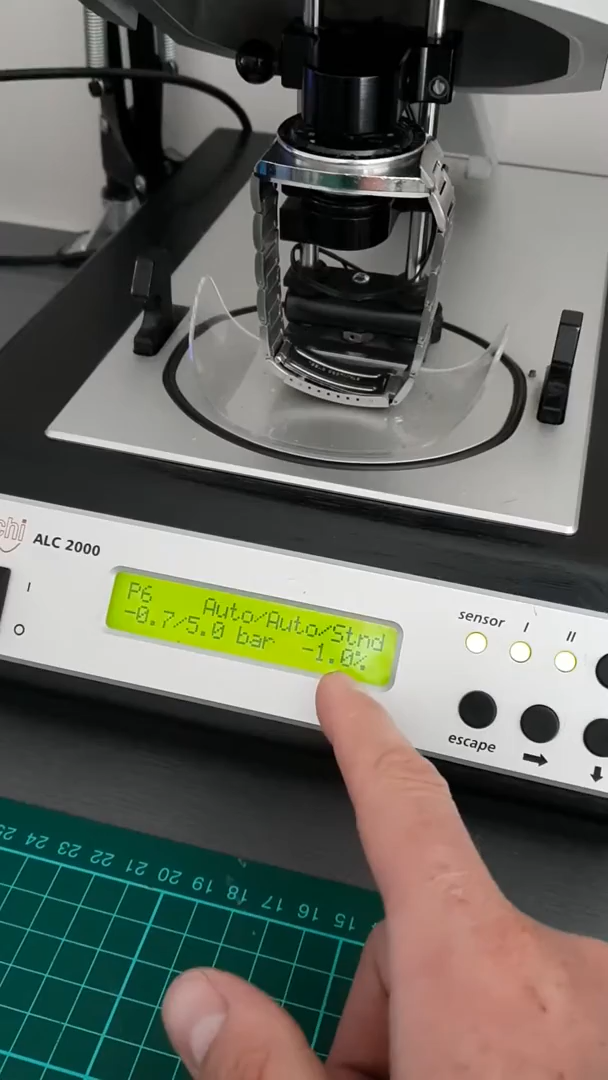 chi ALC 2000
I
O
P6 Auto/Auto/Stnd
-0.7/5.0 bar -1.0%
sensor I II
escape
25 24 23 22 21 20 19 18 17 16 15